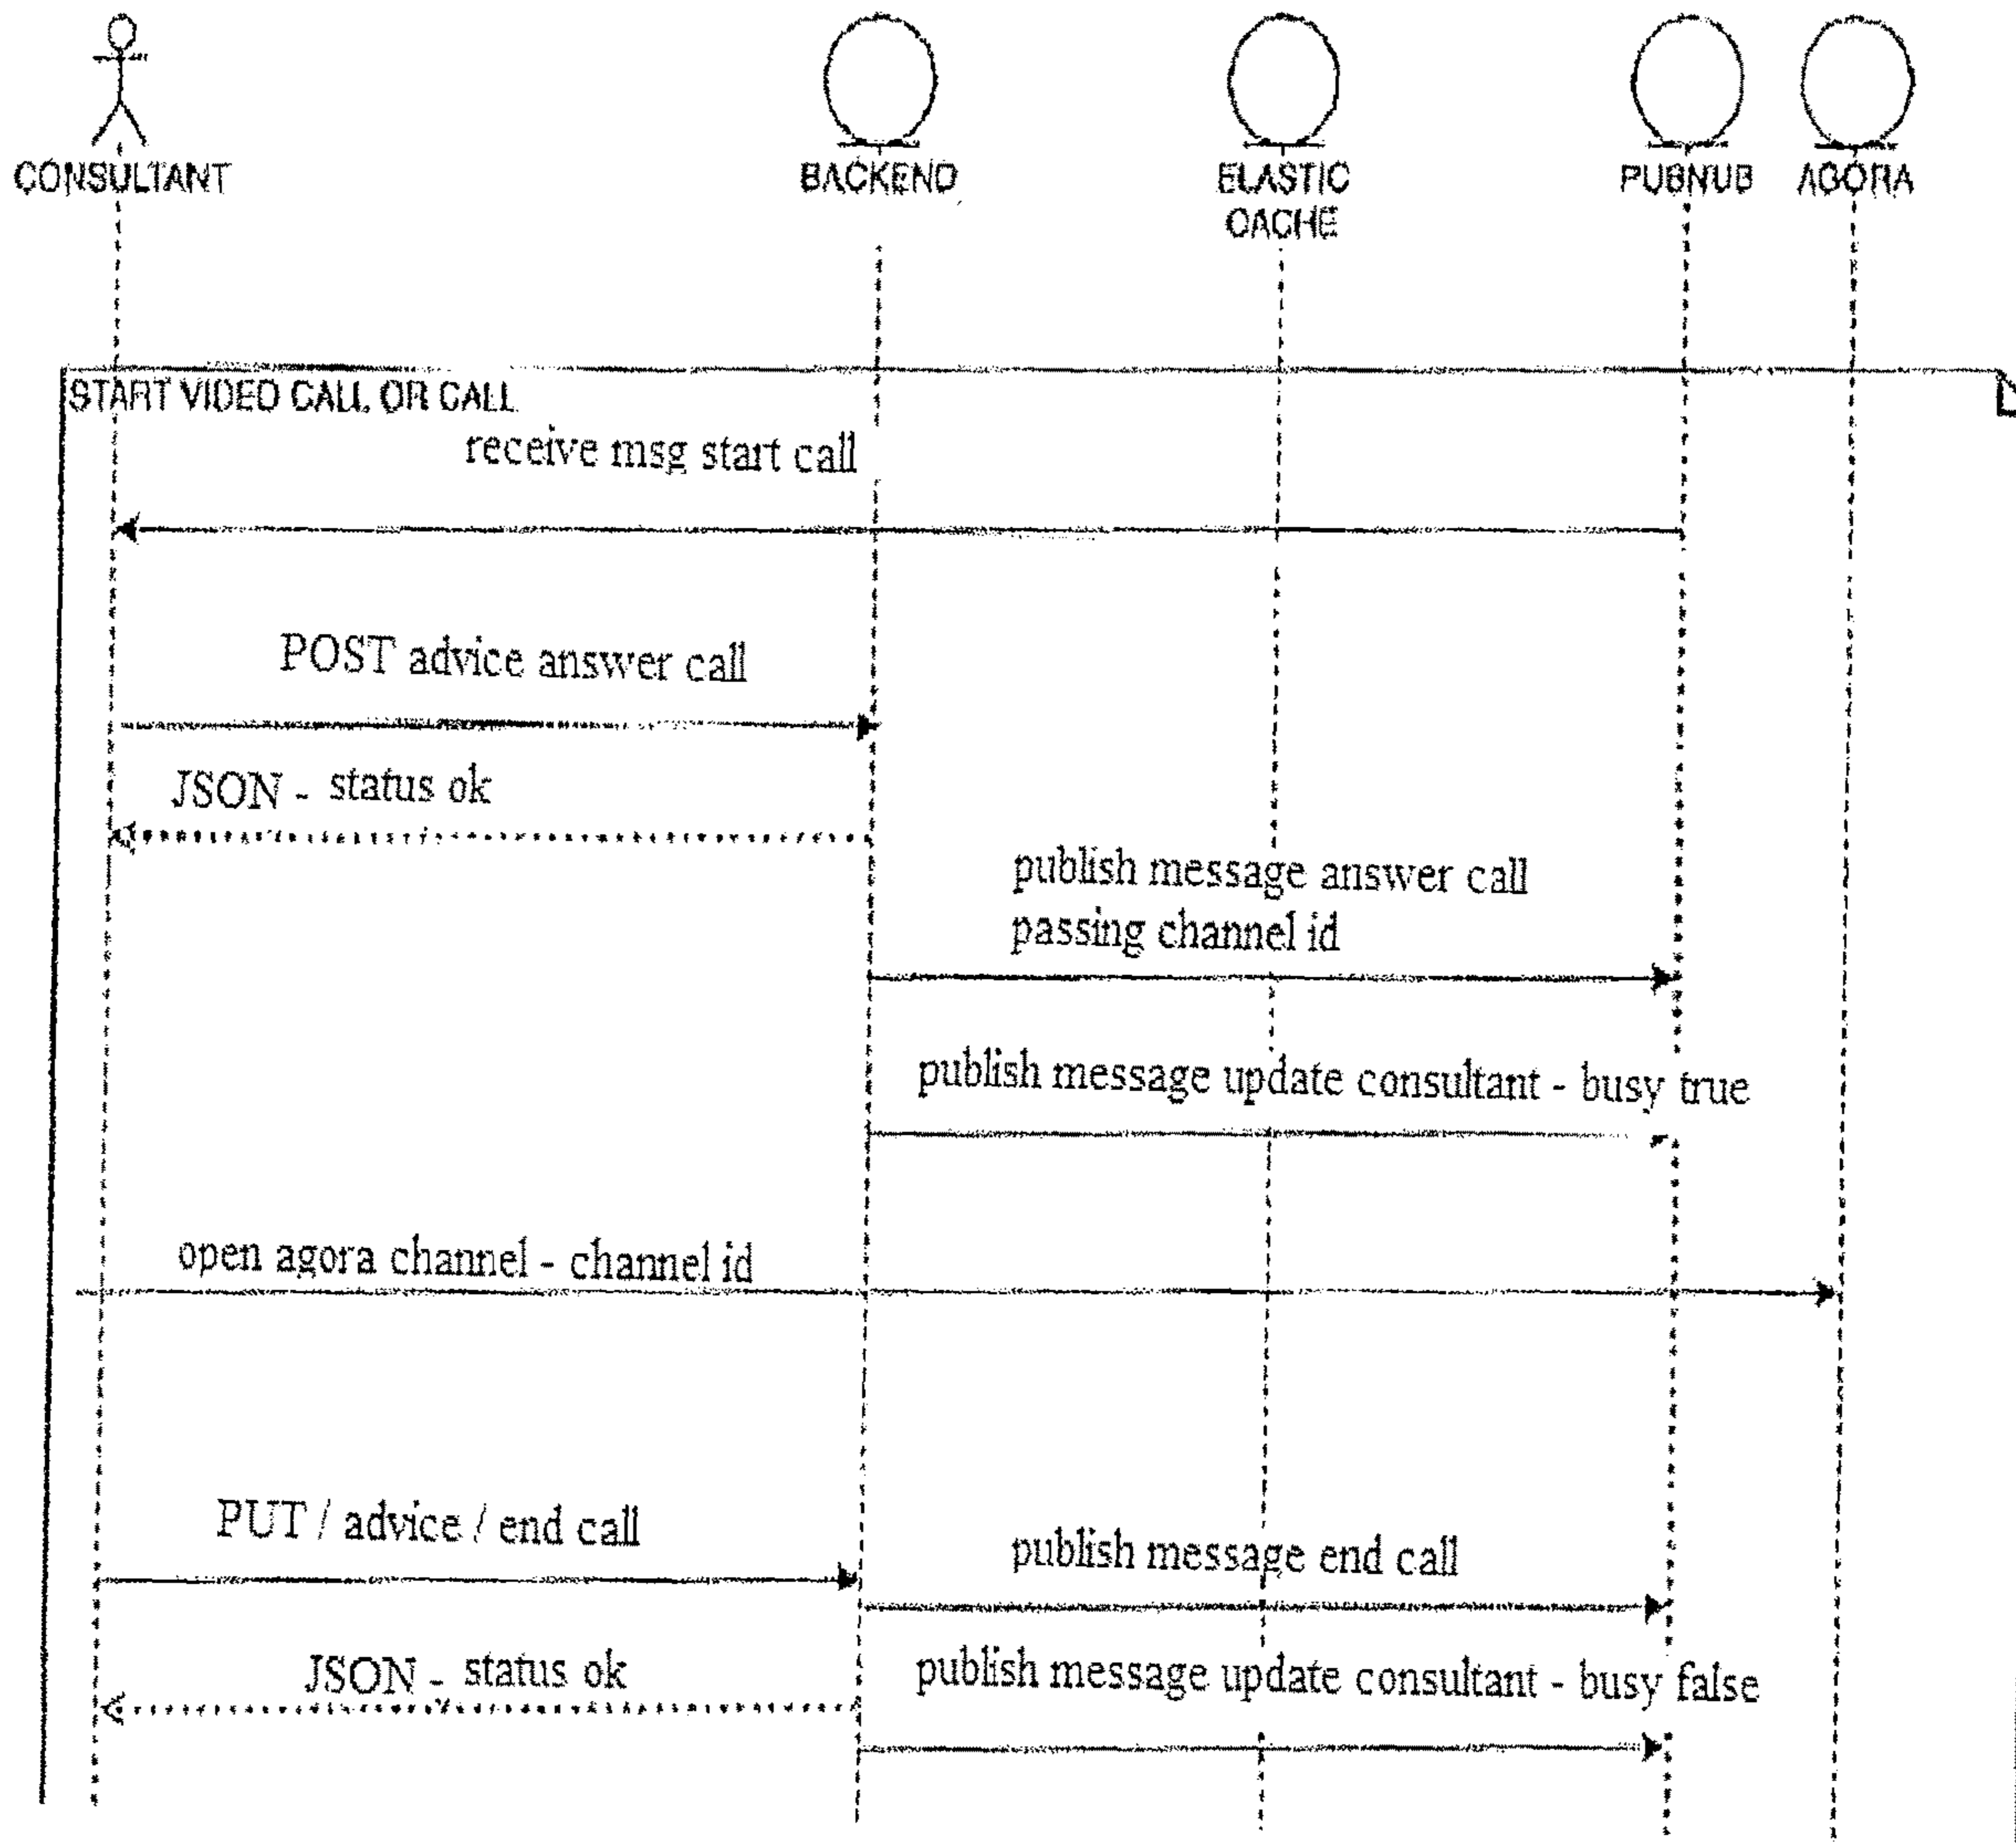 CONSULTANT
BACKEND
ELASTIC
CACHE
PUBNUB
AGORA
START VIDEO CALL OR CALL
receive msg start call
POST advice answer call
JSON - status ok
publish message answer call
passing channel id
publish message update consultant - busy true
open agora channel - channel id
PUT / advice / end call
publish message end call
JSON - status ok
publish message update consultant - busy false